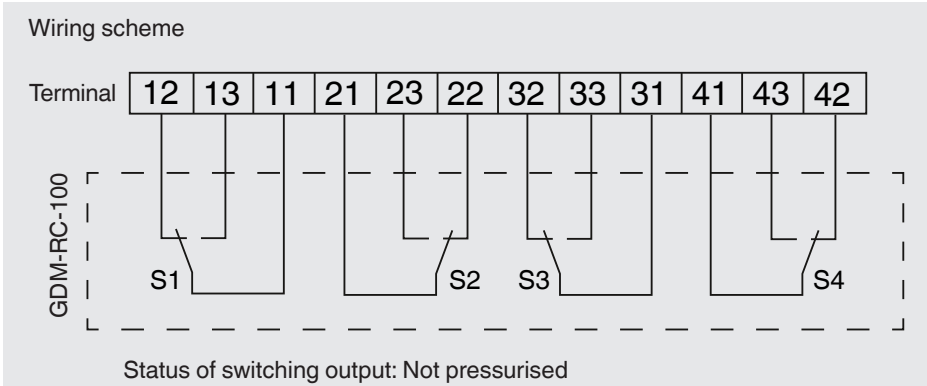 Wiring scheme
Terminal 12 13 11 21 23 22 32 33 31 41 43 42
GDM-RC-100
S1 S2 S3 S4
Status of switching output: Not pressurised